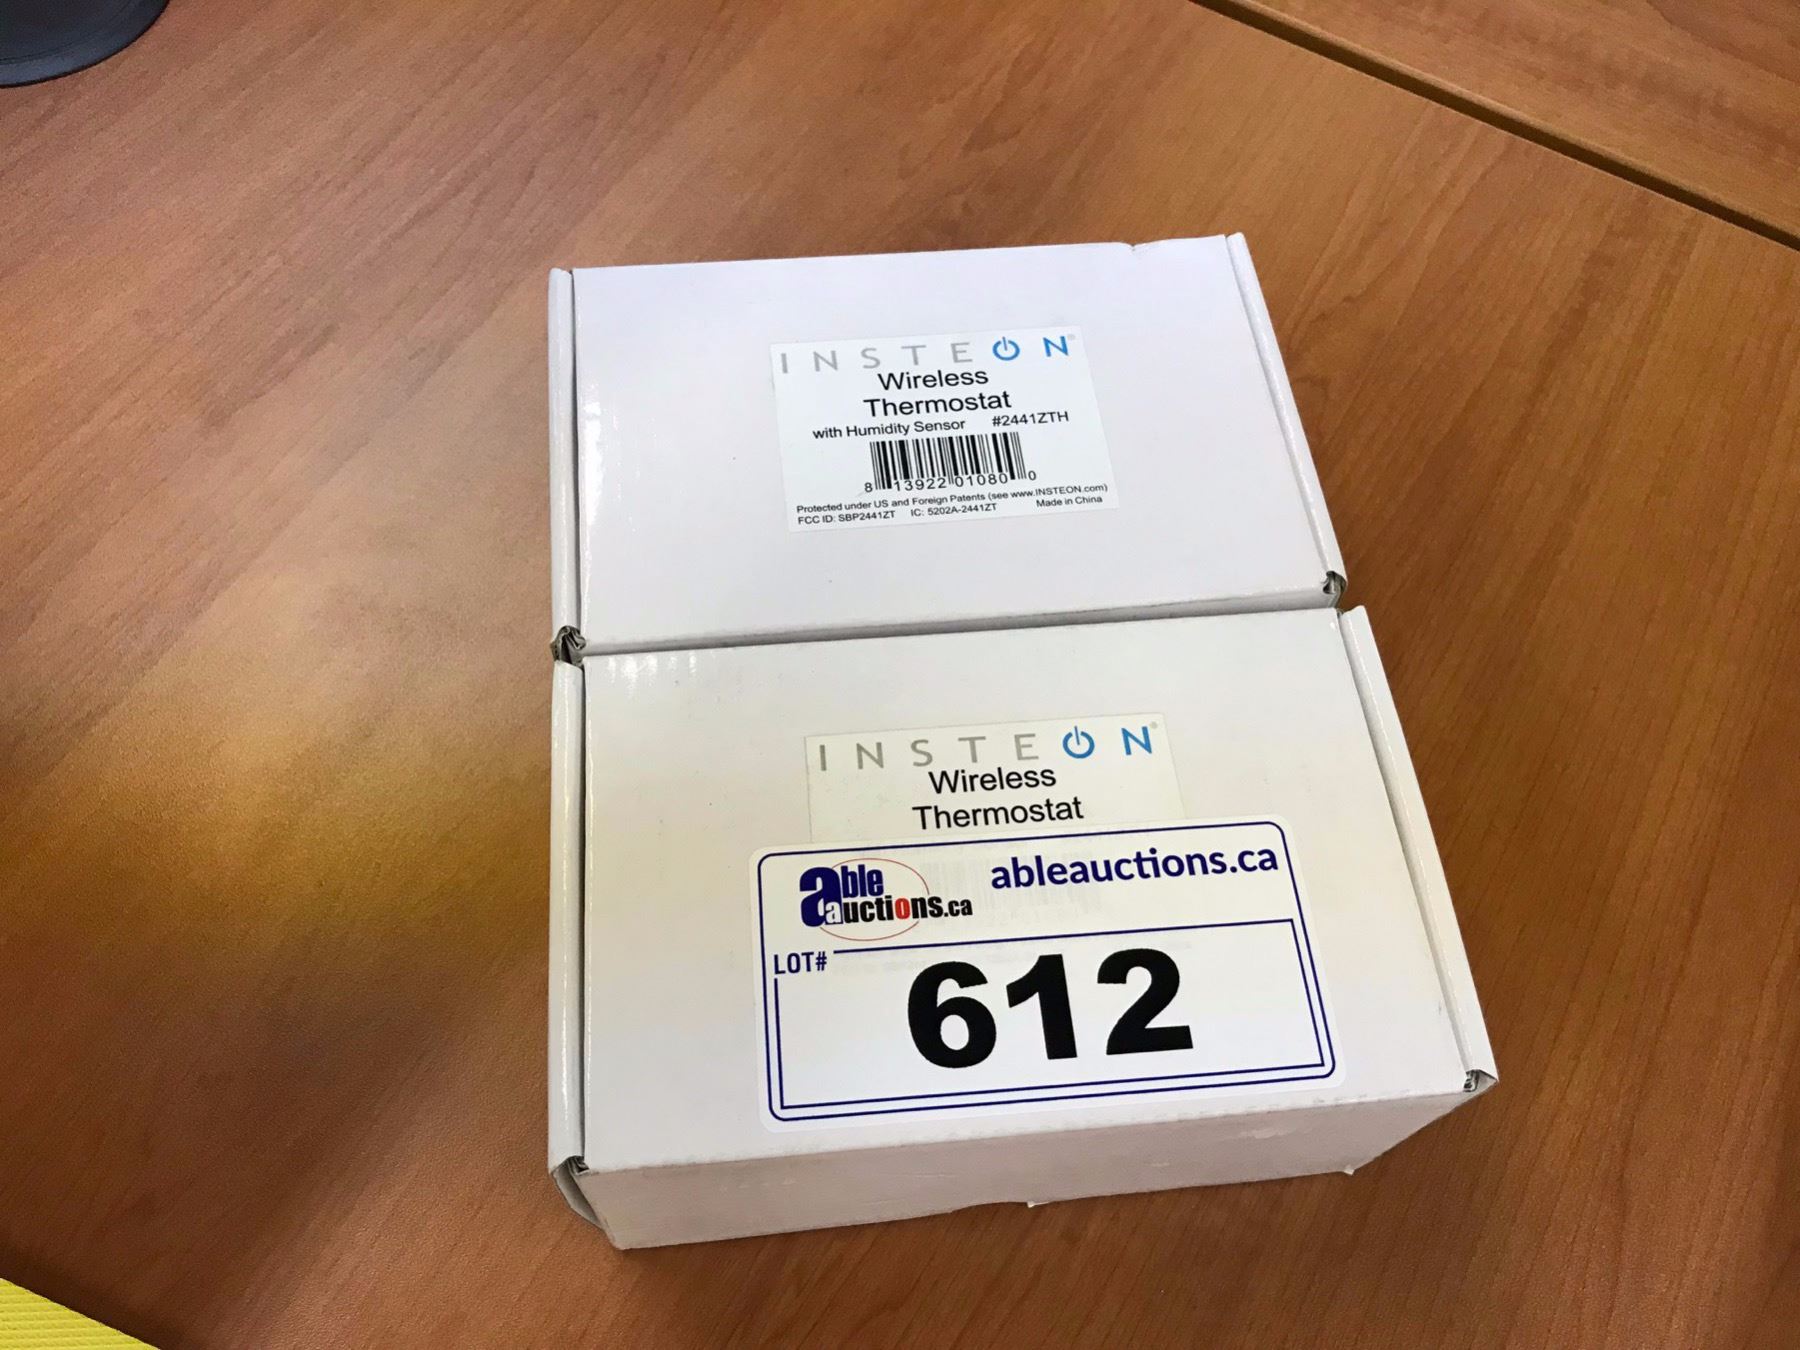 INSTEON®
Wireless
Thermostat
with Humidity Sensor #2441ZTH
8 13922 01080 0
Protected under US and Foreign Patents (see www.INSTEON.com)
FCC ID: SBP2441ZT IC: 5202A-2441ZT Made in China
INSTEON®
Wireless
Thermostat
able
auctions.ca
ableauctions.ca
LOT#
612